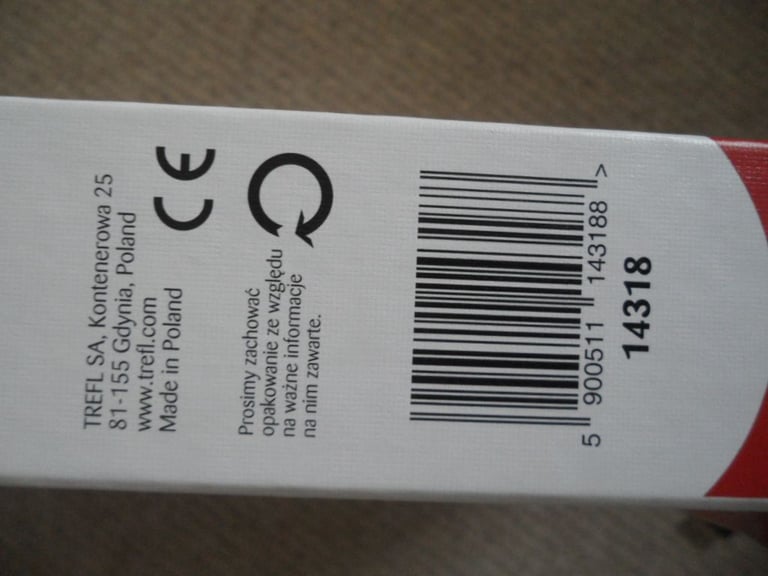 TREFL SA, Kontenerowa 25
81-155 Gdynia, Poland
www.trefl.com
Made in Poland
CE
Prosimy zachować
opakowanie ze względu
na ważne informacje
na nim zawarte.
5 900511 143188 >
14318